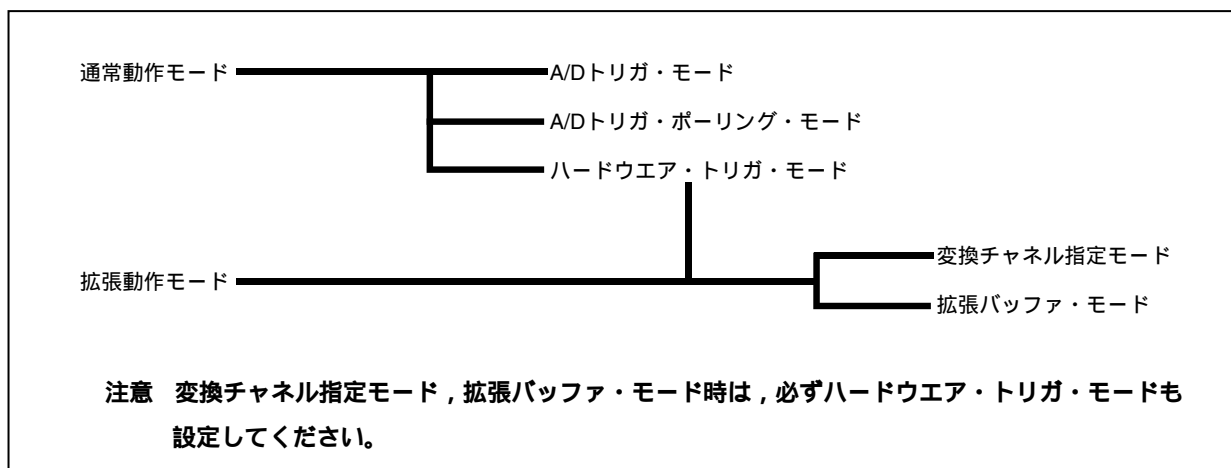 通常動作モード
A/Dトリガ・モード
A/Dトリガ・ポーリング・モード
ハードウエア・トリガ・モード
変換チャネル指定モード
拡張動作モード
拡張バッファ・モード
注意　変換チャネル指定モード，拡張バッファ・モード時は，必ずハードウエア・トリガ・モードも
設定してください。